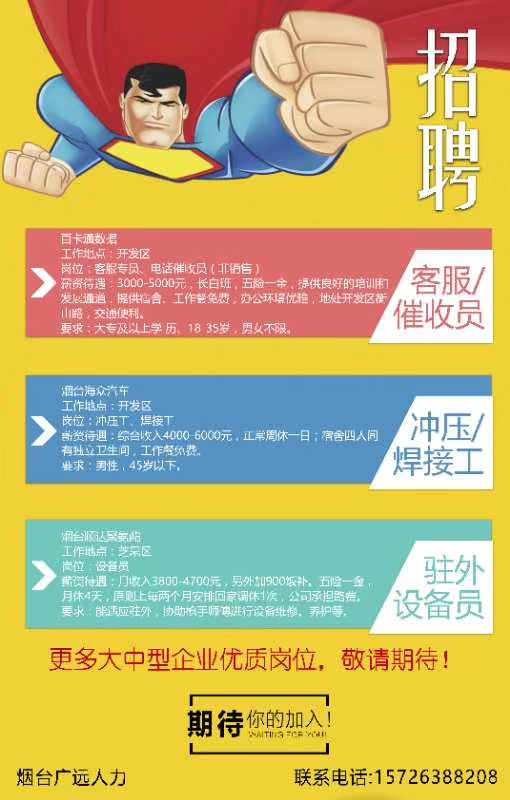 招聘
百卡通数据
工作地点：开发区
岗位：客服专员、电话催收员（非销售）
薪资待遇：3000-5000元，长白班，五险一金，提供良好的培训和
发展通道，提供宿舍、工作餐免费，办公环境优雅，地处开发区衡
山路，交通便利。
要求：大专及以上学 历、18 35岁，男女不限。
客服/
催收员
烟台海众汽车
工作地点：开发区
岗位：冲压工、焊接工
薪资待遇：综合收入4000-6000元，正常周休一日；宿舍四人间
有独立卫生间，工作餐免费。
要求：男性，45岁以下。
冲压/
焊接工
烟台顺达聚氨酯
工作地点：芝罘区
岗位：设备员
薪资待遇：月收入3800-4700元，另外加900饭补。五险一金，
月休4天，原则上每两个月安排回家调休1次，公司承担路费。
要求：能适应驻外，协助枪手师傅进行设备维修、养护等。
驻外
设备员
更多大中型企业优质岗位，敬请期待！
期待你的加入！
WAITING FOR YOU!
烟台广远人力
联系电话:15726388208